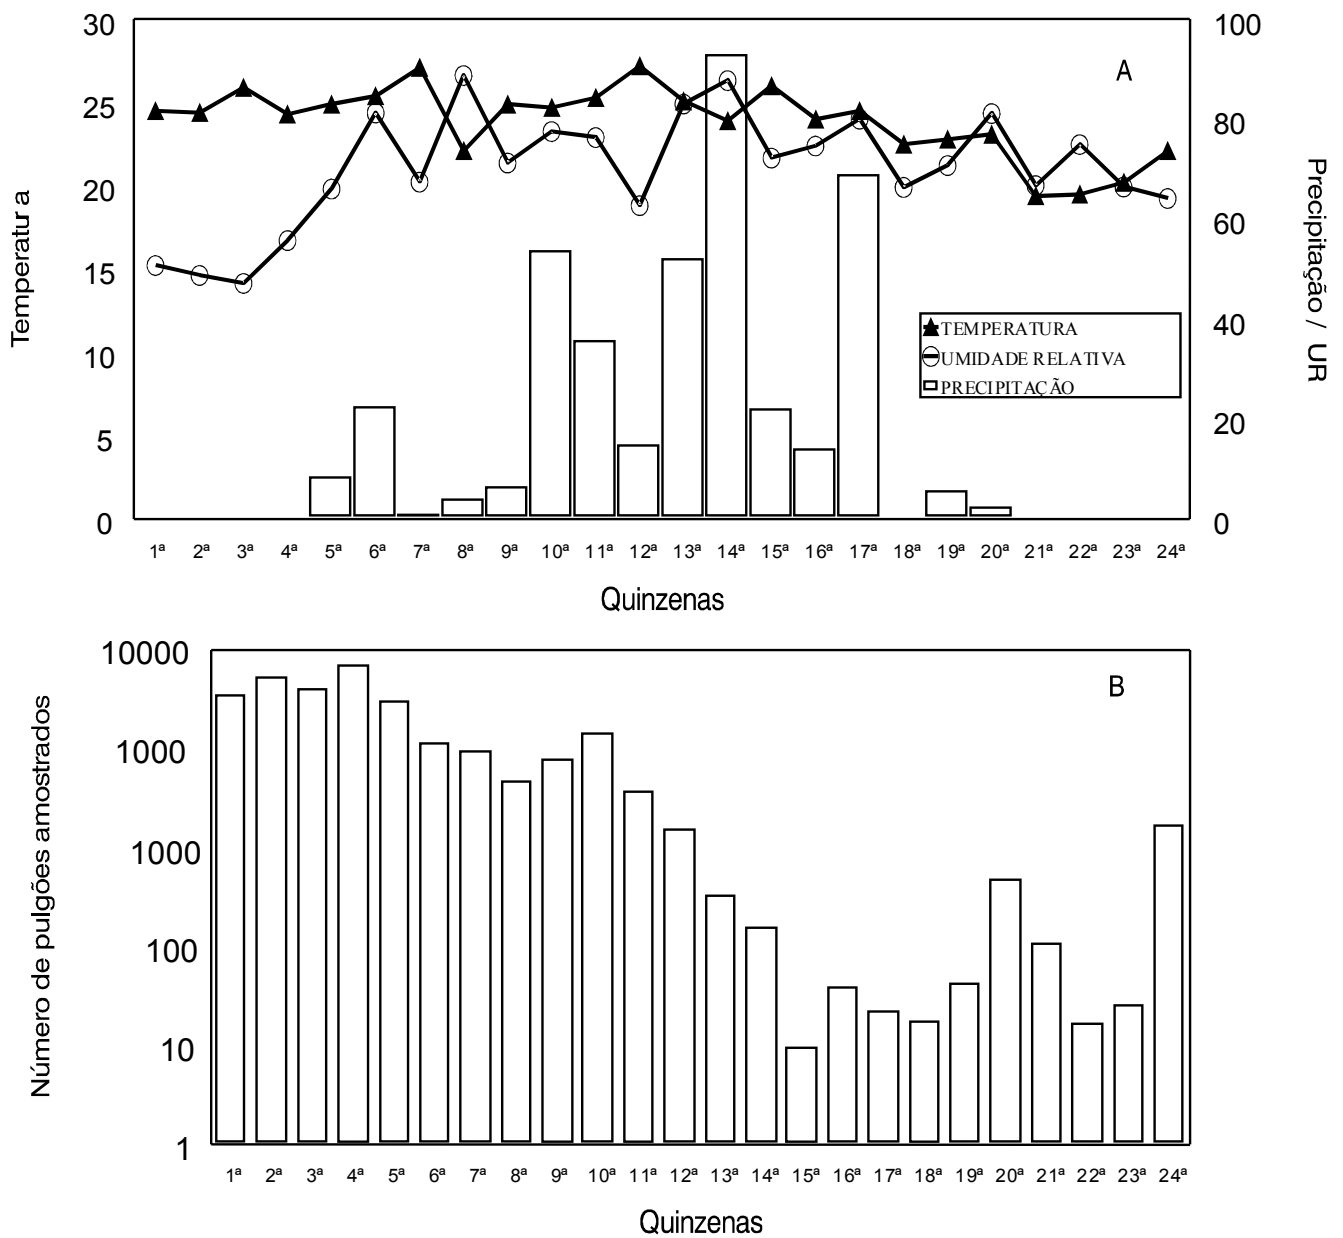 30
25
20
15
10
5
0
Temperatu a
100
80
60
40
20
0
Precipitação / UR
A
TEMPERATURA
UMIDADE RELATIVA
PRECIPITAÇÃO
1ª 2ª 3ª 4ª 5ª 6ª 7ª 8ª 9ª 10ª 11ª 12ª 13ª 14ª 15ª 16ª 17ª 18ª 19ª 20ª 21ª 22ª 23ª 24ª
Quinzenas
10000
1000
1000
100
10
1
Número de pulgões amostrados
B
1ª 2ª 3ª 4ª 5ª 6ª 7ª 8ª 9ª 10ª 11ª 12ª 13ª 14ª 15ª 16ª 17ª 18ª 19ª 20ª 21ª 22ª 23ª 24ª
Quinzenas